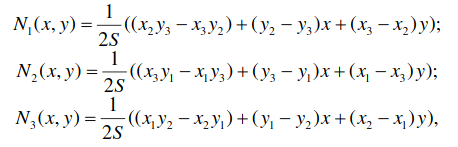 N₁(x, y) = 1/2S ((x₂y₃ − x₃y₂) + (y₂ − y₃)x + (x₃ − x₂)y);
N₂(x, y) = 1/2S ((x₃y₁ − x₁y₃) + (y₃ − y₁)x + (x₁ − x₃)y);
N₃(x, y) = 1/2S ((x₁y₂ − x₂y₁) + (y₁ − y₂)x + (x₂ − x₁)y),